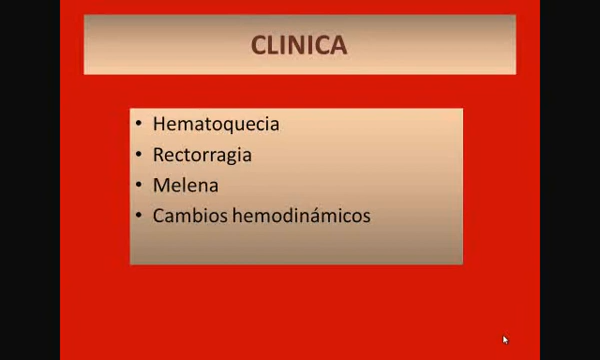 CLINICA
• Hematoquecia
• Rectorragia
• Melena
• Cambios hemodinámicos